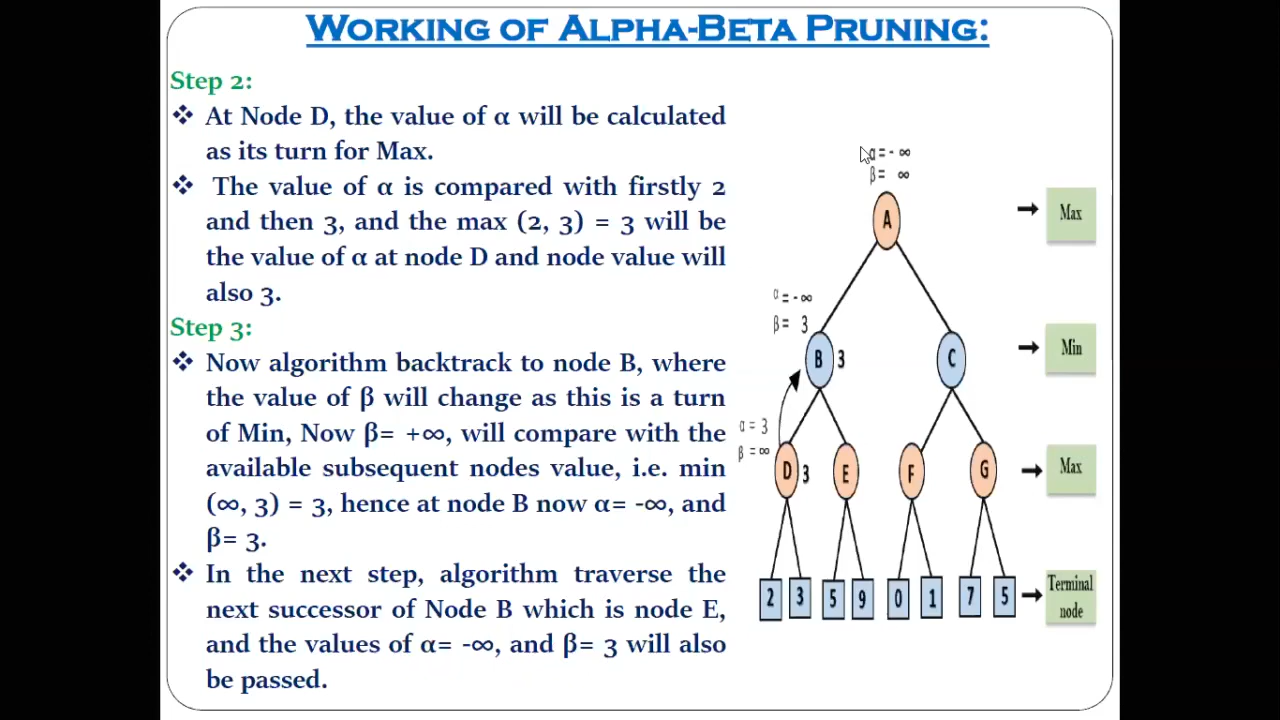 WORKING OF ALPHA-BETA PRUNING:
Step 2:
❖ At Node D, the value of α will be calculated
as its turn for Max.
❖ The value of α is compared with firstly 2
and then 3, and the max (2, 3) = 3 will be
the value of α at node D and node value will
also 3.
Step 3:
❖ Now algorithm backtrack to node B, where
the value of β will change as this is a turn
of Min, Now β= +∞, will compare with the
available subsequent nodes value, i.e. min
(∞, 3) = 3, hence at node B now α= -∞, and
β= 3.
❖ In the next step, algorithm traverse the
next successor of Node B which is node E,
and the values of α= -∞, and β= 3 will also
be passed.
α = - ∞
β = ∞
A
Max
α = - ∞
β = 3
B 3
C
Min
α = 3
β = ∞
D 3
E
F
G
Max
2 3 5 9 0 1 7 5
Terminal
node